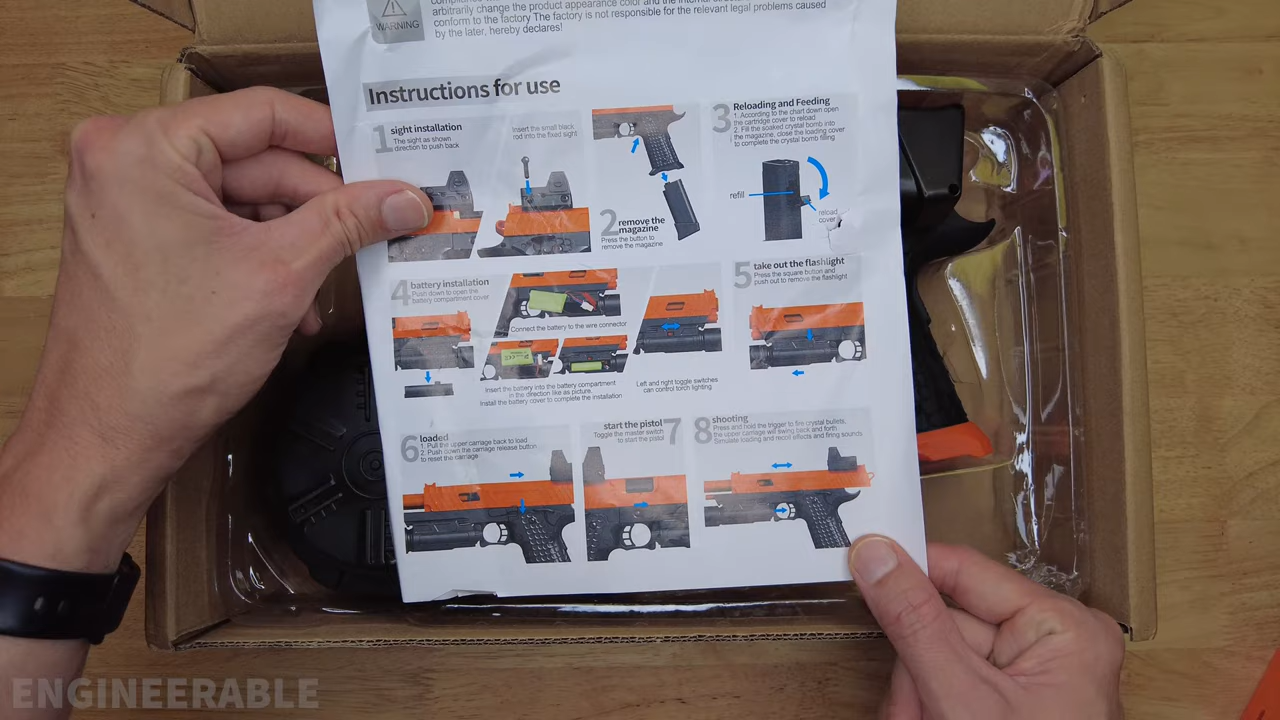 WARNING
arbitrarily change the product appearance color and the internal
conform to the factory The factory is not responsible for the relevant legal problems caused
by the later, hereby declares!
Instructions for use
1 sight installation
The sight as shown
direction to push back
Insert the small black
rod into the fixed sight
2 remove the
magazine
Press the button to
remove the magazine
3 Reloading and Feeding
1. According to the chart down open
the cartridge cover to reload
2. Fill the soaked crystal bomb into
the magazine, close the loading cover
to complete the crystal bomb filling
refill
reload
cover
4 battery installation
Push down to open the
battery compartment cover
Connect the battery to the wire connector
Insert the battery into the battery compartment
in the direction like as picture,
Install the battery cover to complete the installation
Left and right toggle switches
can control torch lighting
5 take out the flashlight
Press the square button and
push out to remove the flashlight
6 loaded
1. Pull the upper carriage back to load
2. Push down the carriage release button
to reset the carriage
start the pistol 7
Toggle the master switch
to start the pistol
8 shooting
Press and hold the trigger to fire crystal bullets,
the upper carriage will swing back and forth
Simulate loading and recoil effects and firing sounds
ENGINEERABLE